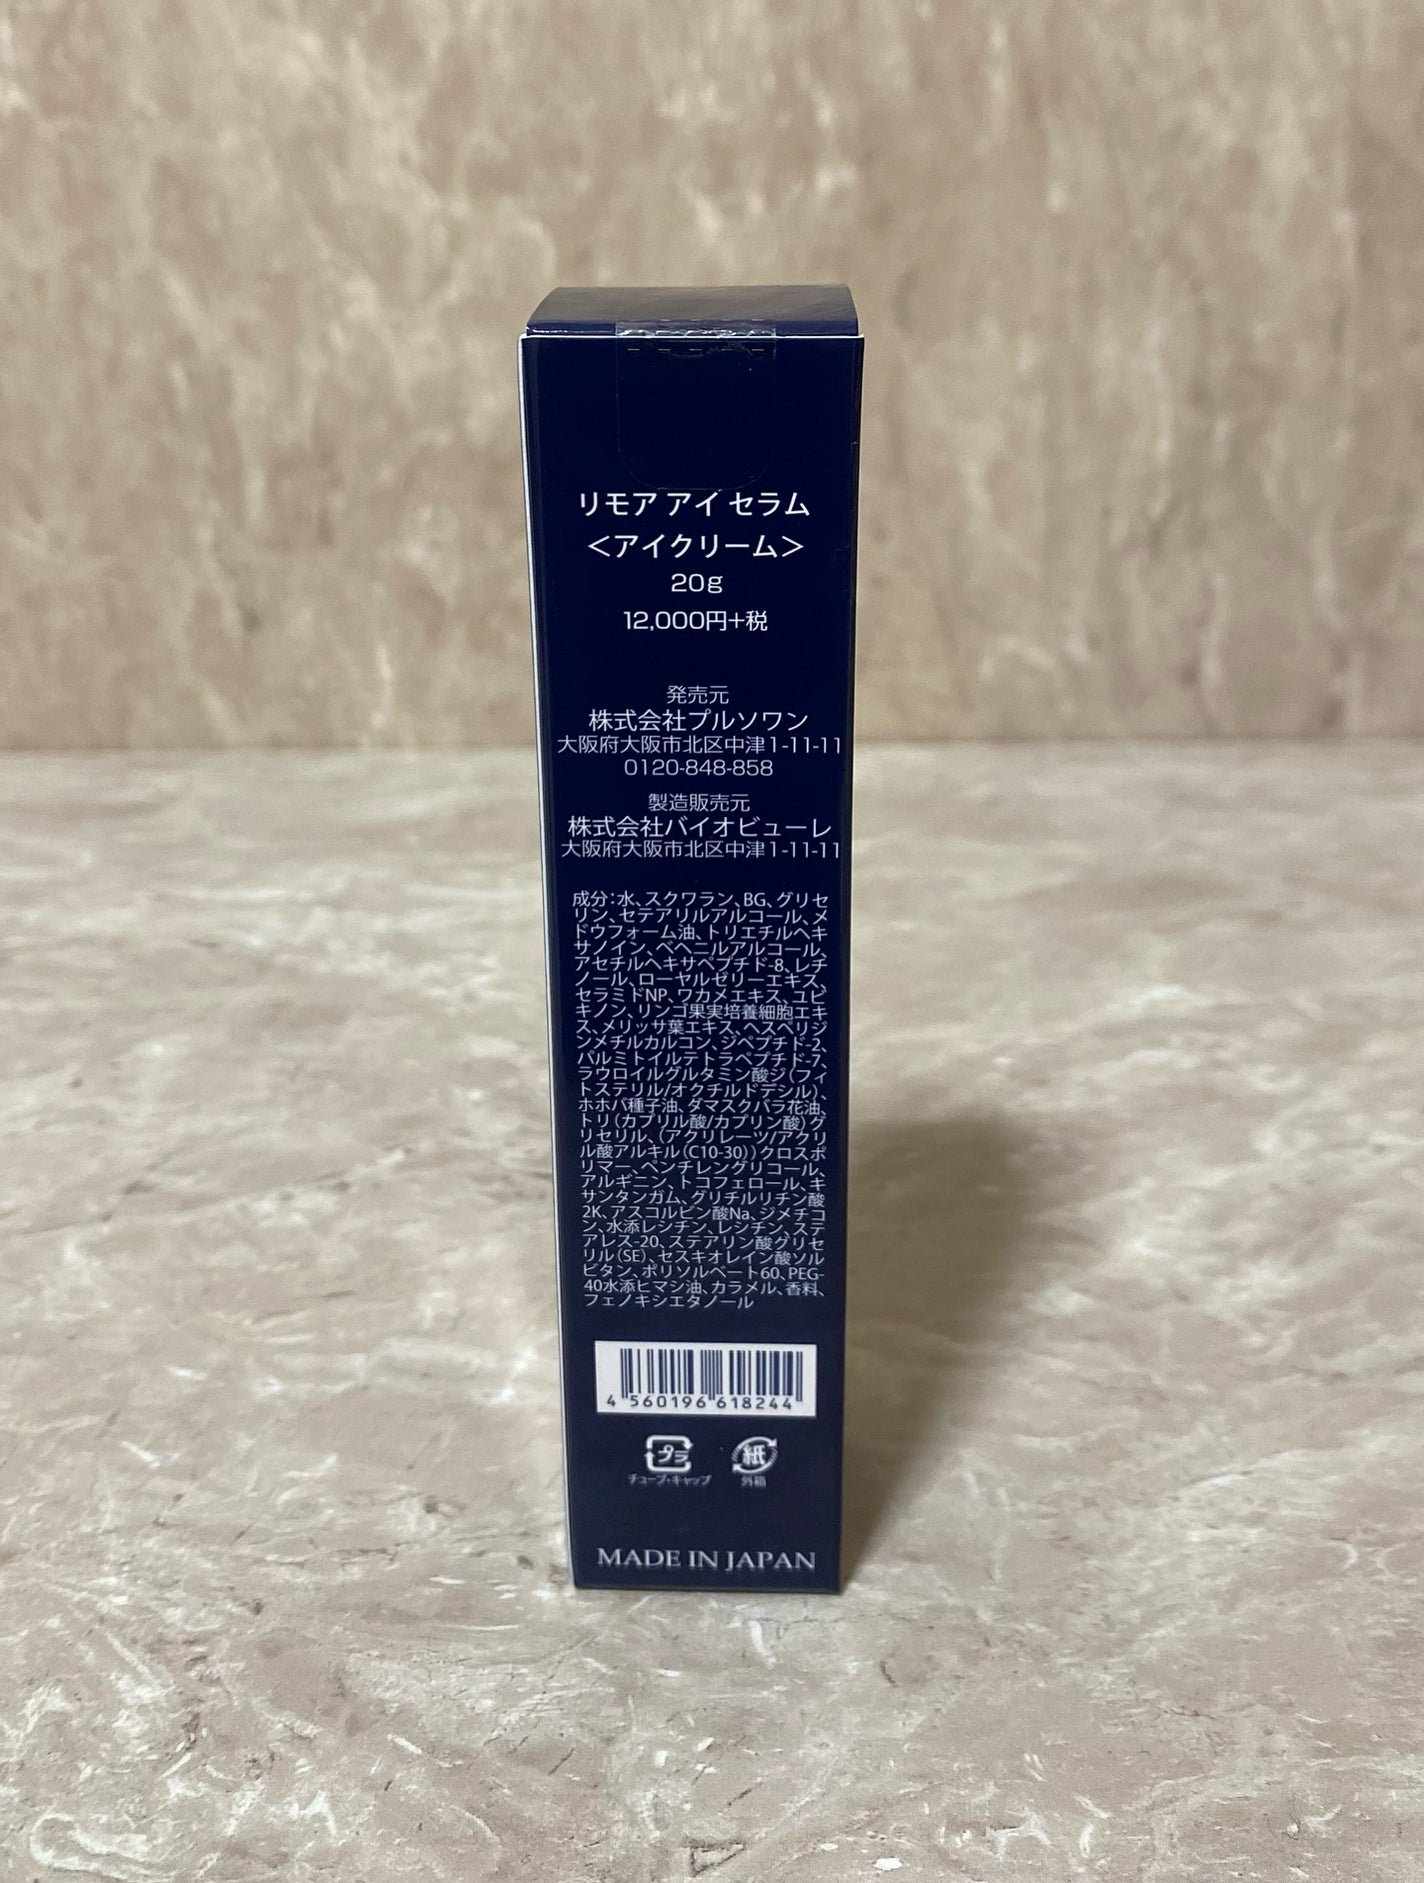 リモア アイ セラム
＜アイクリーム＞
20g
12,000円+税
発売元
株式会社プルソワン
大阪府大阪市北区中津1-11-11
0120-848-858
製造販売元
株式会社バイオビューレ
大阪府大阪市北区中津1-11-11
成分：水、スクワラン、BG、グリセ
リン、セテアリルアルコール、メ
ドウフォーム油、トリエチルヘキ
サノイン、ベヘニルアルコール、
アセチルヘキサペプチド-8、レチ
ノール、ローヤルゼリーエキス、
セラミドNP、ワカメエキス、ユビ
キノン、リンゴ果実培養細胞エキ
ス、メリッサ葉エキス、ヘスペリジ
ンメチルカルコン、ジペプチド-2、
パルミトイルテトラペプチド-7、
ラウロイルグルタミン酸ジ（フィ
トステリル/オクチルドデシル）、
ホホバ種子油、ダマスクバラ花油、
トリ（カプリル酸/カプリン酸）グ
リセリル、（アクリレーツ/アクリ
ル酸アルキル（C10-30））クロスポ
リマー、ペンチレングリコール、
アルギニン、トコフェロール、キ
サンタンガム、グリチルリチン酸
2K、アスコルビン酸Na、ジメチコ
ン、水添レシチン、レシチン、ステ
アレス-20、ステアリン酸グリセ
リル（SE）、セスキオレイン酸ソル
ビタン、ポリソルベート60、PEG-
40水添ヒマシ油、カラメル、香料、
フェノキシエタノール
4 560196 618244
プラ 紙
チューブ・キャップ 外箱
MADE IN JAPAN